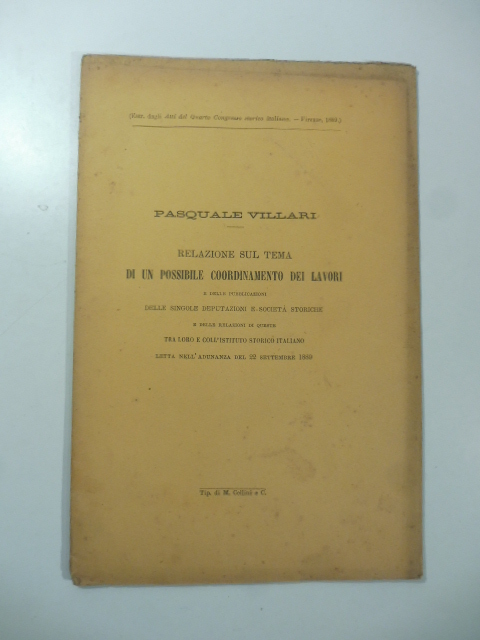 (Estr. dagli Atti del Quarto Congresso storico italiano. — Firenze, 1889.)
PASQUALE VILLARI
RELAZIONE SUL TEMA
DI UN POSSIBILE COORDINAMENTO DEI LAVORI
E DELLE PUBBLICAZIONI
DELLE SINGOLE DEPUTAZIONI E SOCIETÀ STORICHE
E DELLE RELAZIONI DI QUESTE
TRA LORO E COLL'ISTITUTO STORICO ITALIANO
LETTA NELL'ADUNANZA DEL 22 SETTEMBRE 1889
Tip. di M. Cellini e C.